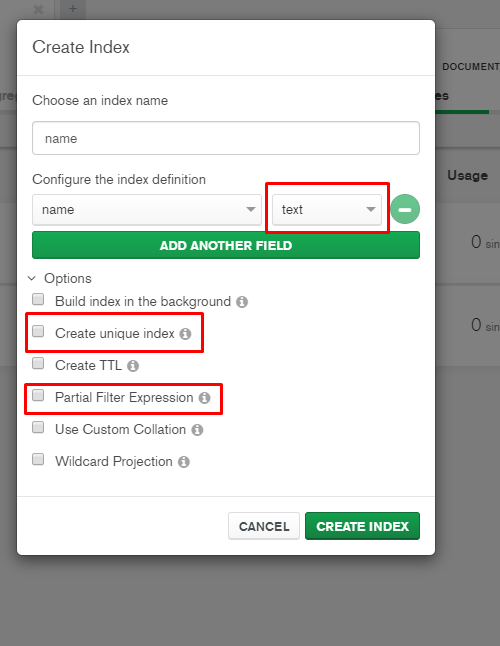 +
Create Index
DOCUMENT
es
greg
Choose an index name
name
Configure the index definition
Usage
name
text
ADD ANOTHER FIELD
0 sin
Options
Build index in the background
Create unique index
0 sin
Create TTL
Partial Filter Expression
Use Custom Collation
Wildcard Projection
CANCEL
CREATE INDEX